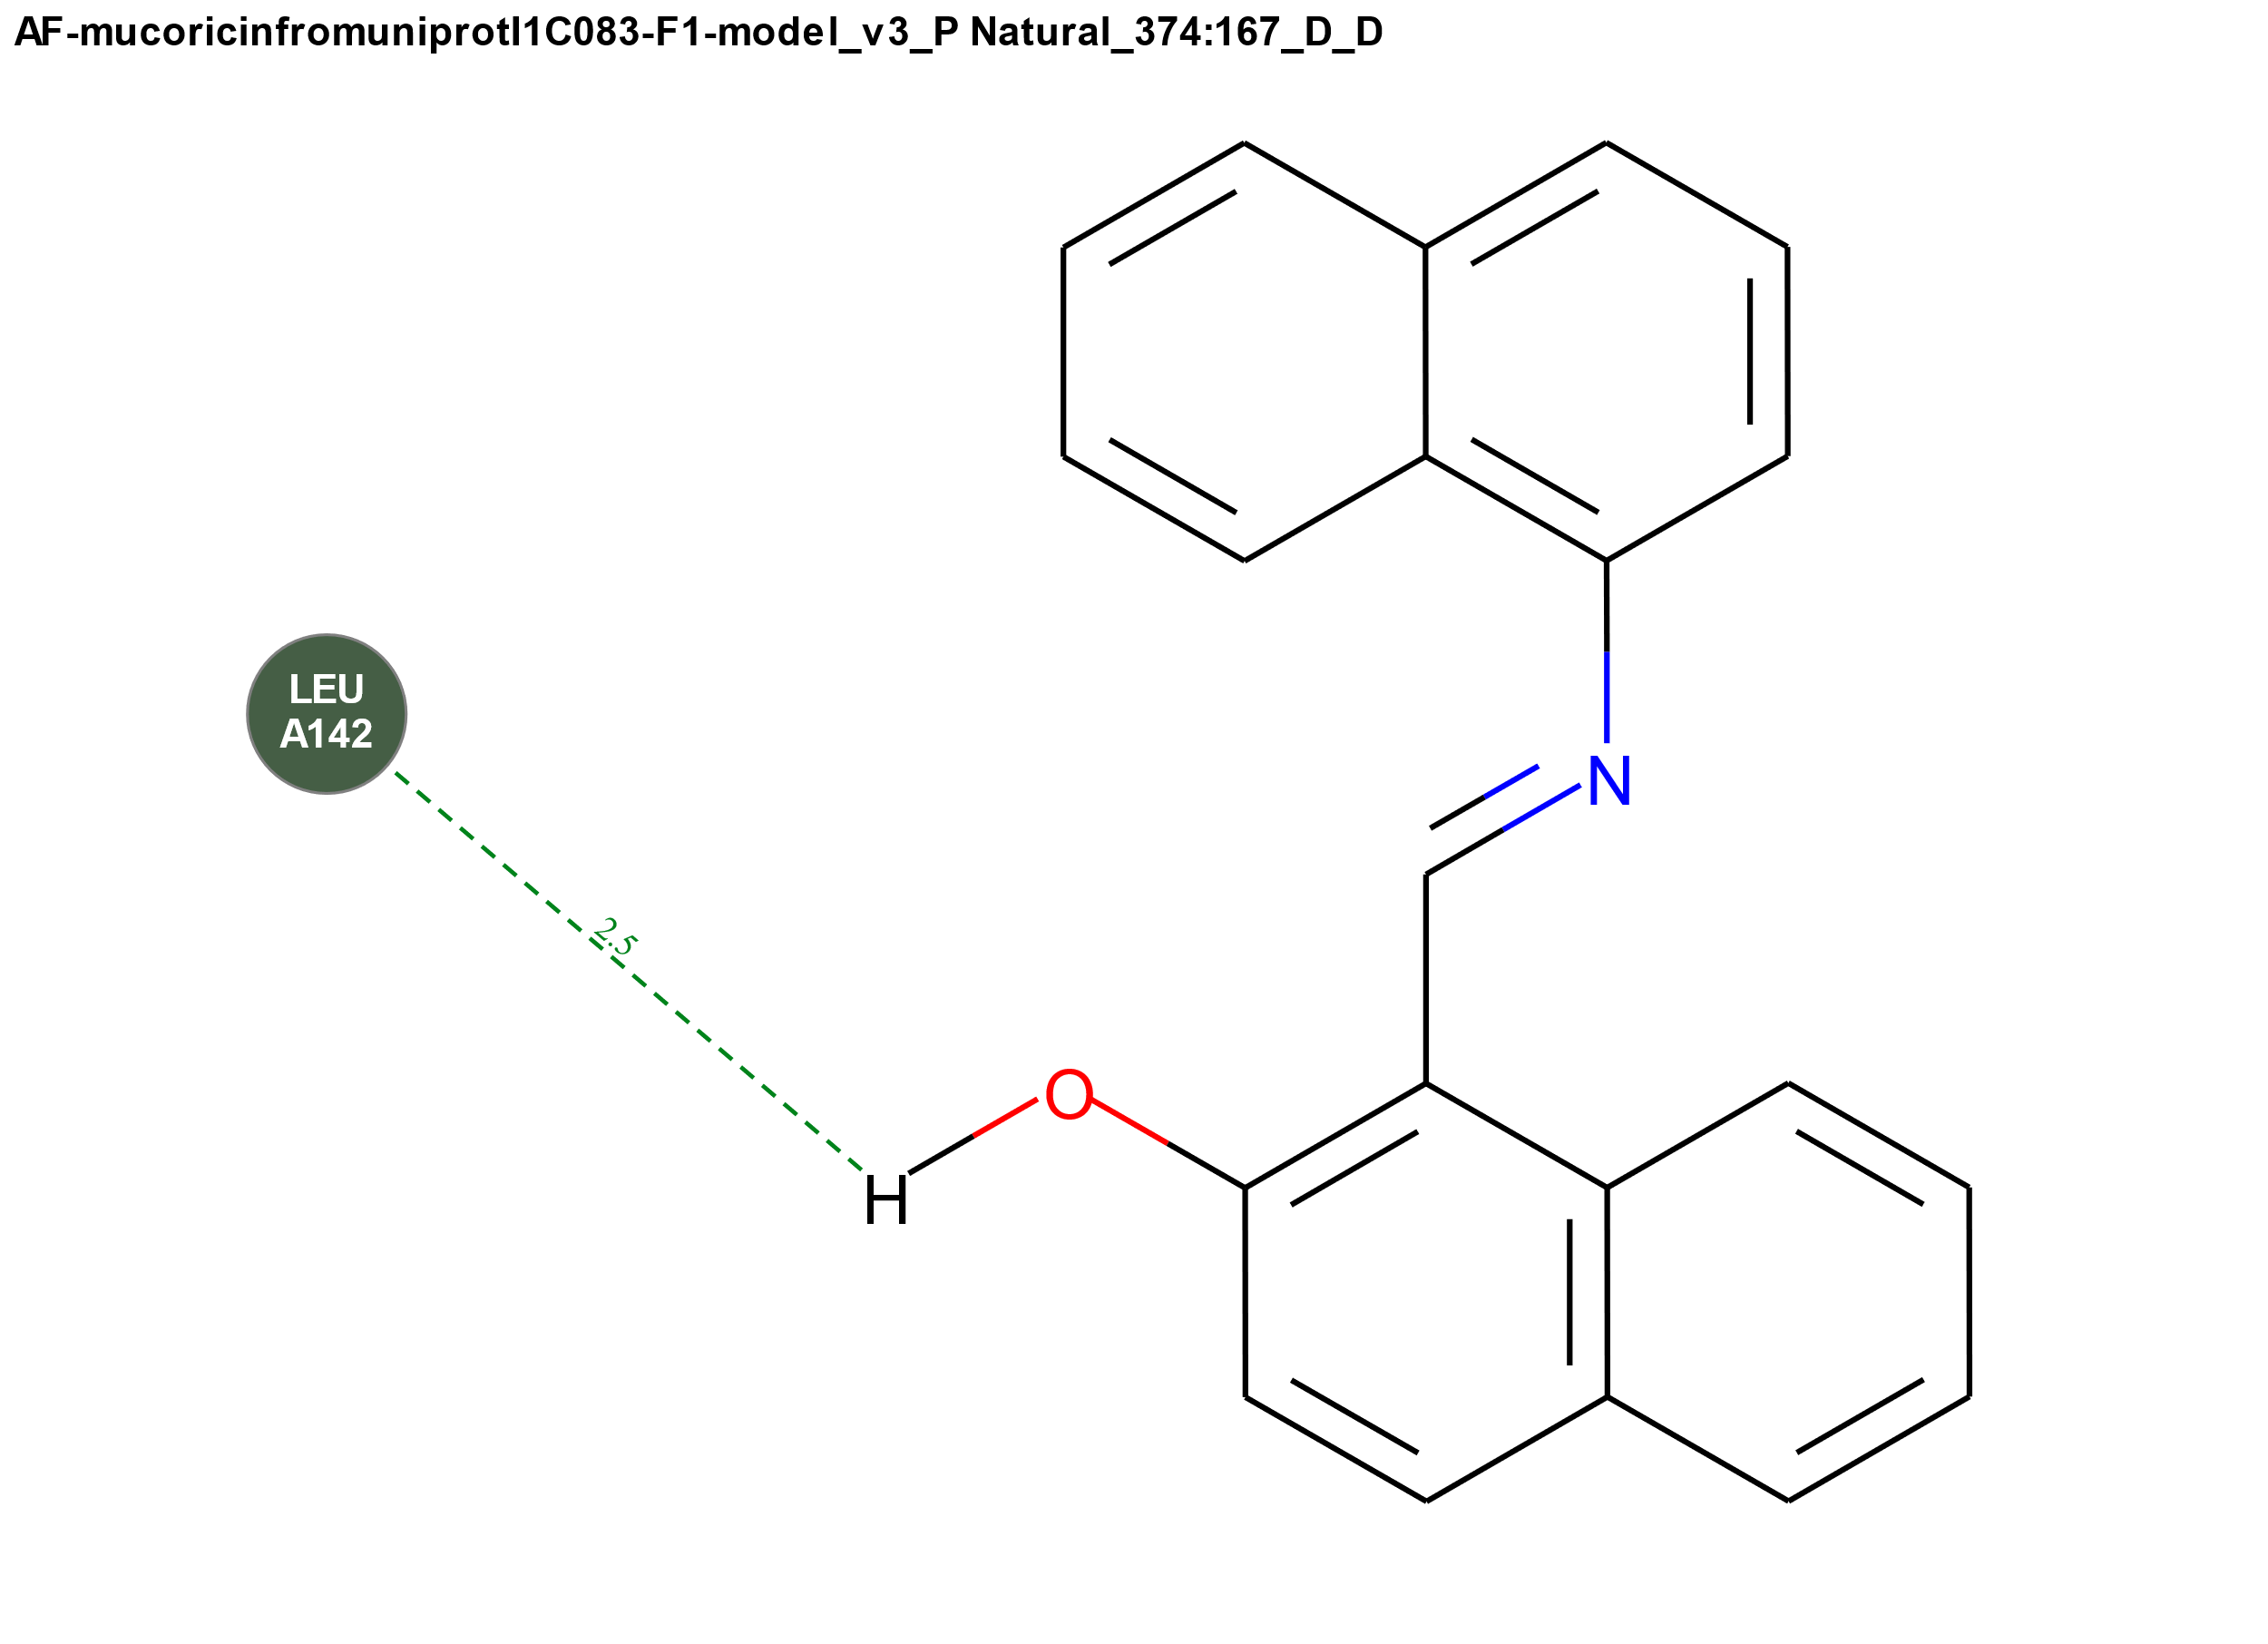 AF-mucoricinfromuniprotI1C083-F1-model_v3_P Natural_374:167_D_D
LEU
A142
N
2.5
O
H